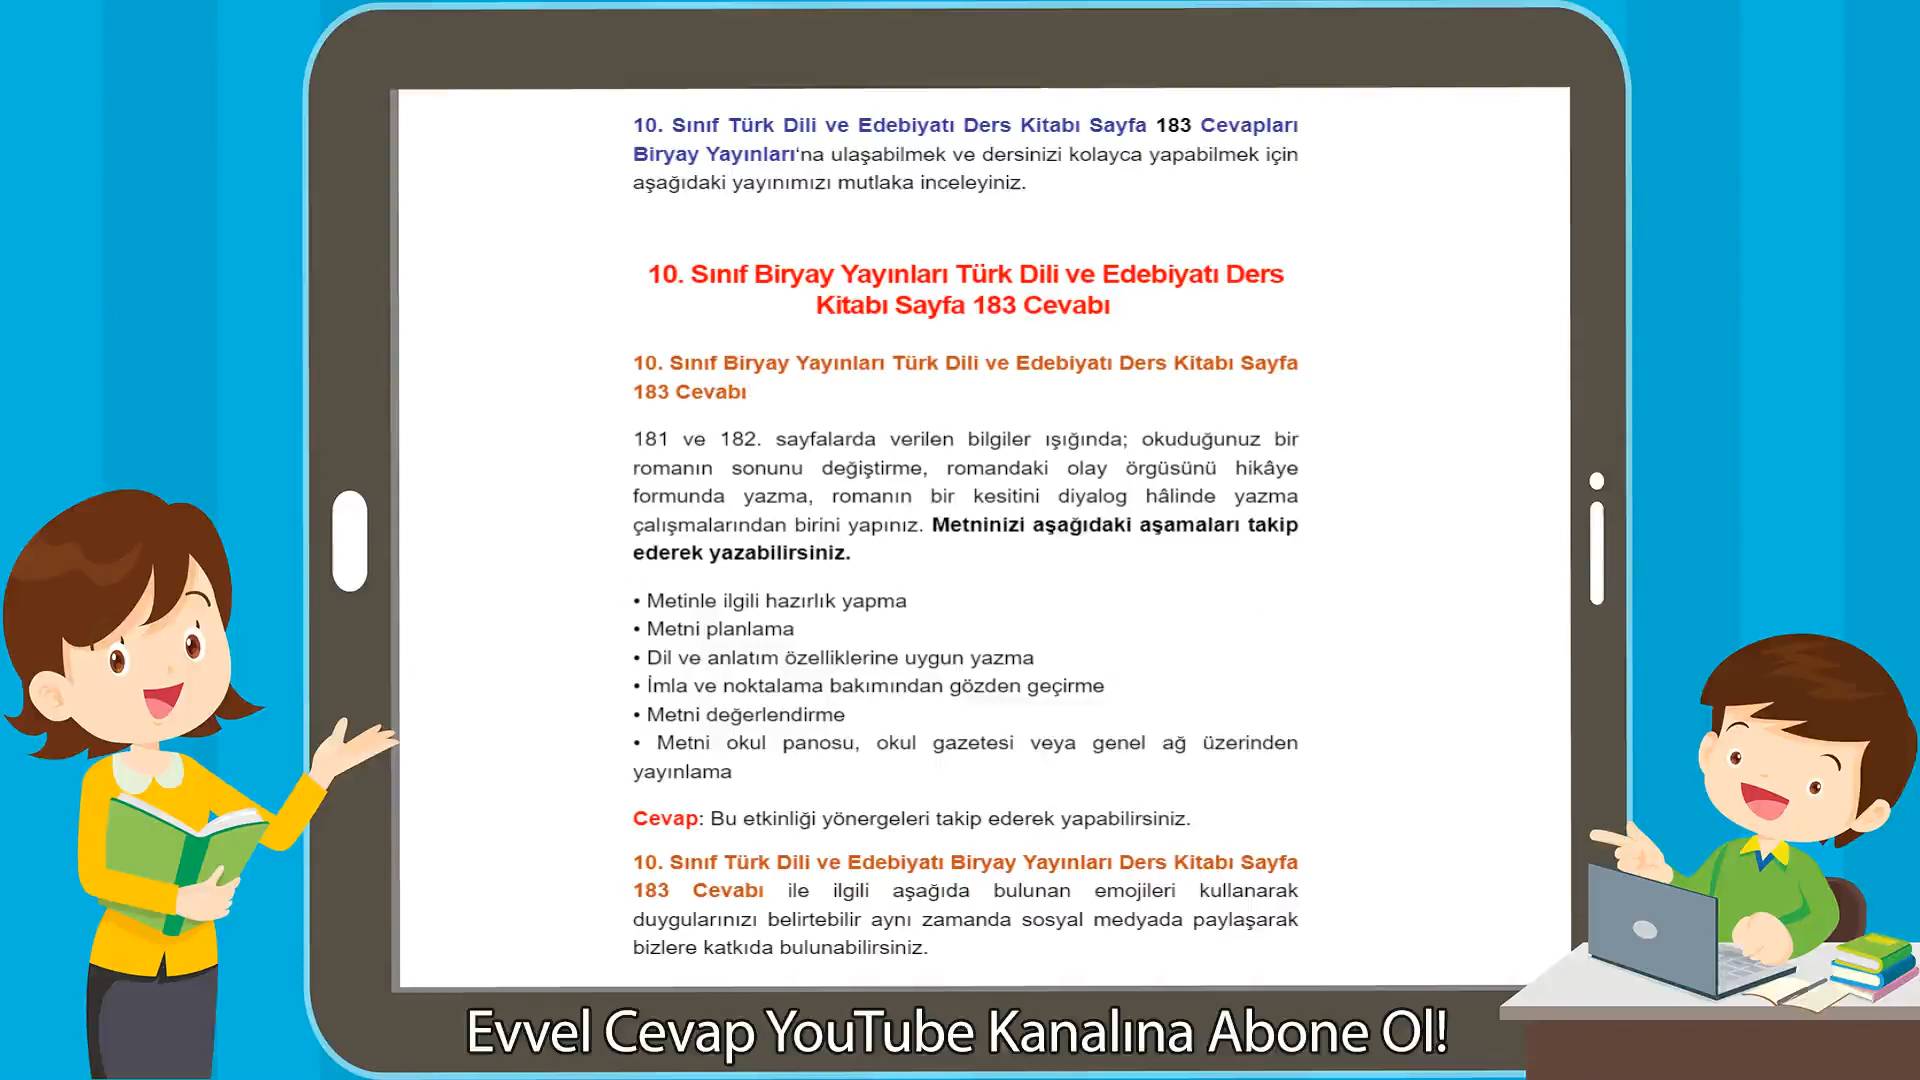 10. Sınıf Türk Dili ve Edebiyatı Ders Kitabı Sayfa 183 Cevapları
Biryay Yayınları‘na ulaşabilmek ve dersinizi kolayca yapabilmek için
aşağıdaki yayınımızı mutlaka inceleyiniz.
10. Sınıf Biryay Yayınları Türk Dili ve Edebiyatı Ders
Kitabı Sayfa 183 Cevabı
10. Sınıf Biryay Yayınları Türk Dili ve Edebiyatı Ders Kitabı Sayfa
183 Cevabı
181 ve 182. sayfalarda verilen bilgiler ışığında; okuduğunuz bir
romanın sonunu değiştirme, romandaki olay örgüsünü hikâye
formunda yazma, romanın bir kesitini diyalog hâlinde yazma
çalışmalarından birini yapınız. Metninizi aşağıdaki aşamaları takip
ederek yazabilirsiniz.
• Metinle ilgili hazırlık yapma
• Metni planlama
• Dil ve anlatım özelliklerine uygun yazma
• İmla ve noktalama bakımından gözden geçirme
• Metni değerlendirme
• Metni okul panosu, okul gazetesi veya genel ağ üzerinden
yayınlama
Cevap: Bu etkinliği yönergeleri takip ederek yapabilirsiniz.
10. Sınıf Türk Dili ve Edebiyatı Biryay Yayınları Ders Kitabı Sayfa
183 Cevabı ile ilgili aşağıda bulunan emojileri kullanarak
duygularınızı belirtebilir aynı zamanda sosyal medyada paylaşarak
bizlere katkıda bulunabilirsiniz.
Evvel Cevap YouTube Kanalına Abone Ol!